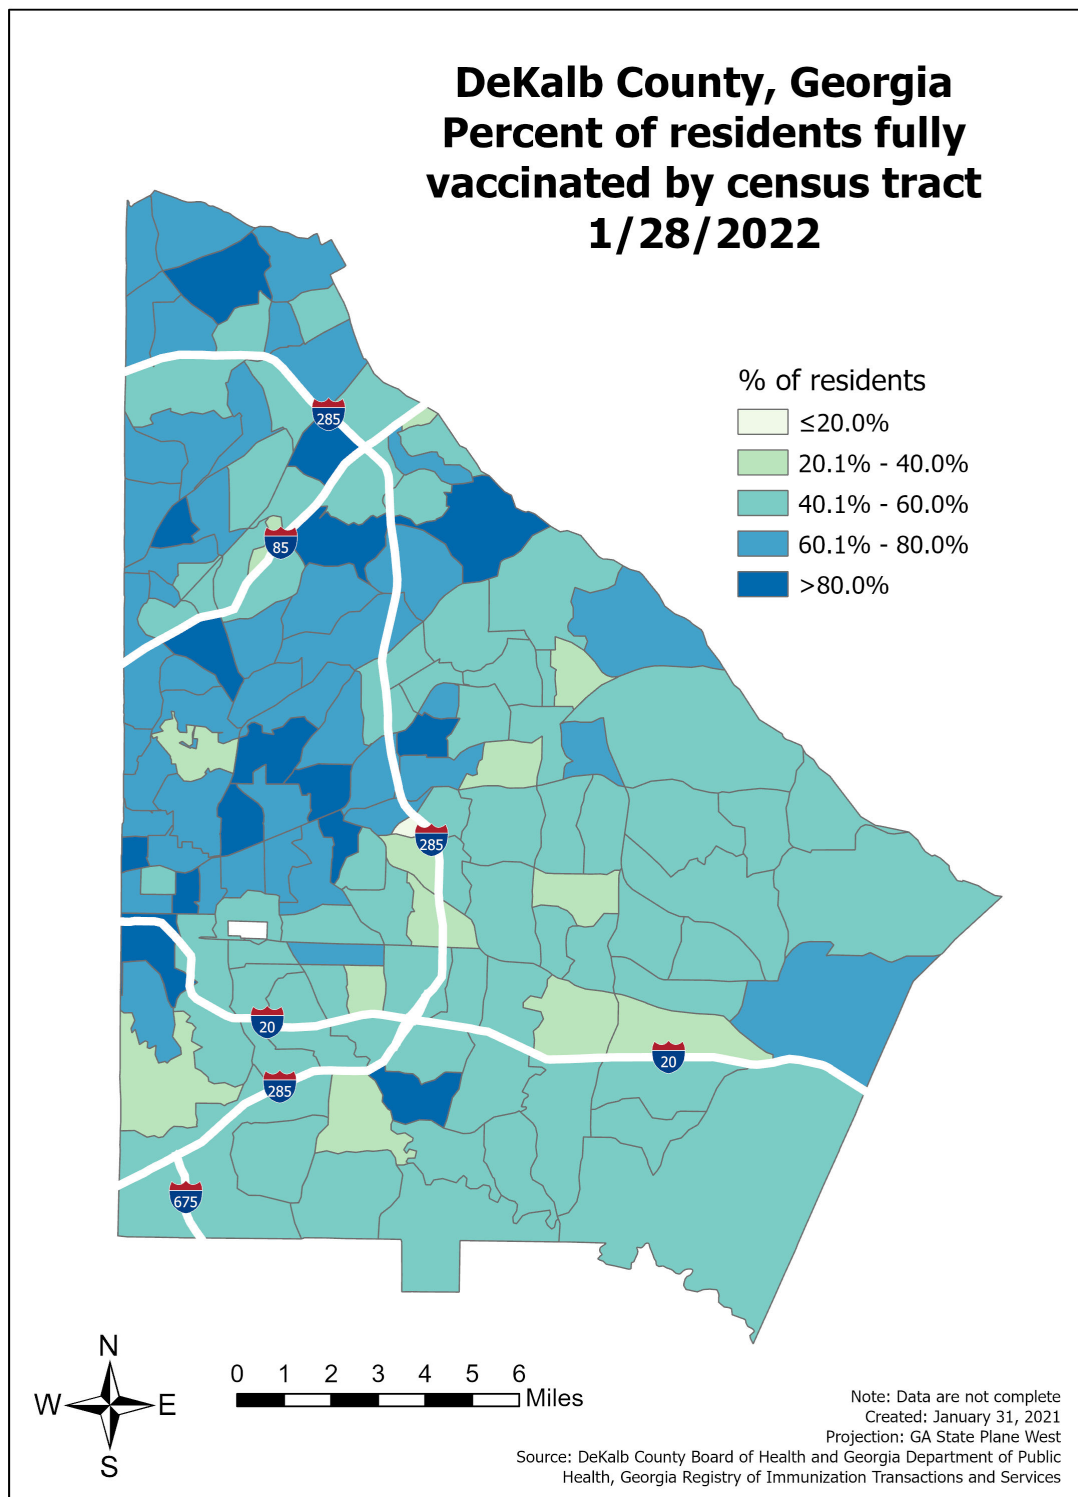 DeKalb County, Georgia
Percent of residents fully
vaccinated by census tract
1/28/2022
% of residents
≤20.0%
20.1% - 40.0%
40.1% - 60.0%
60.1% - 80.0%
>80.0%
285
85
285
20
20
285
675
N
W E
S
0 1 2 3 4 5 6
Miles
Note: Data are not complete
Created: January 31, 2021
Projection: GA State Plane West
Source: DeKalb County Board of Health and Georgia Department of Public
Health, Georgia Registry of Immunization Transactions and Services